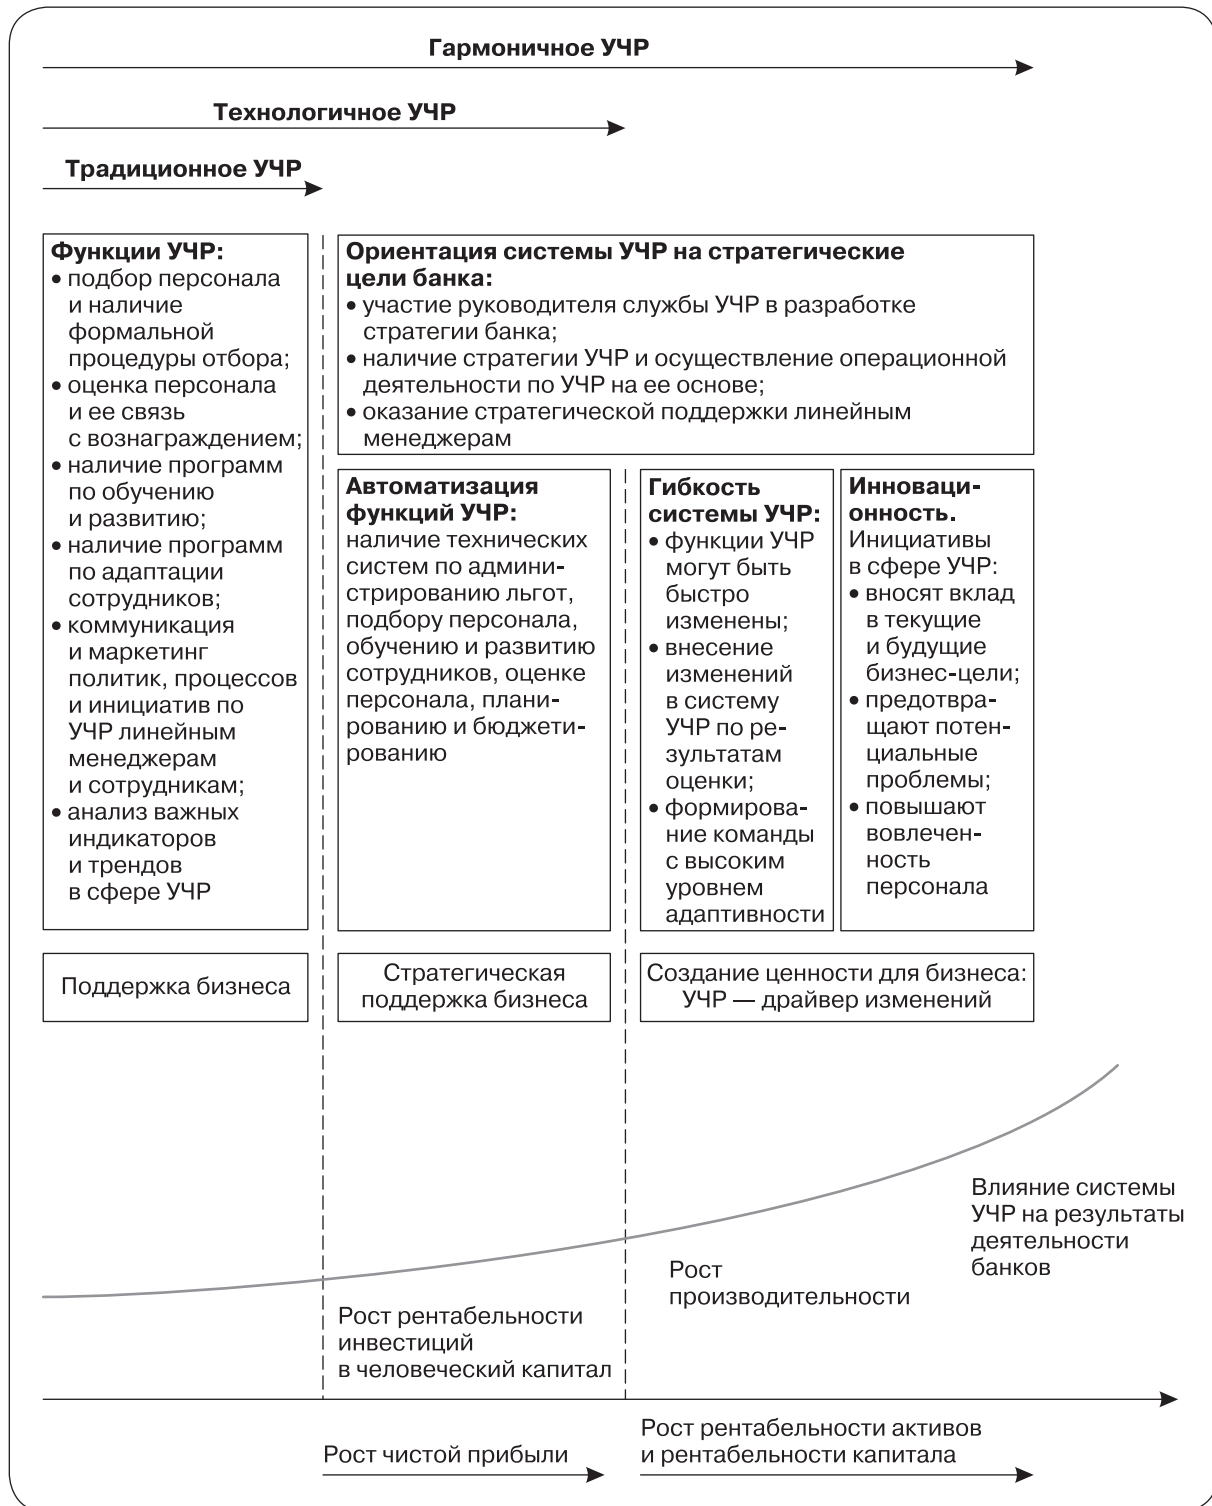 Гармоничное УЧР
Технологичное УЧР
Традиционное УЧР
Функции УЧР:
• подбор персонала
и наличие
формальной
процедуры отбора;
• оценка персонала
и ее связь
с вознаграждением;
• наличие программ
по обучению
и развитию;
• наличие программ
по адаптации
сотрудников;
• коммуникация
и маркетинг
политик, процессов
и инициатив по
УЧР линейным
менеджерам
и сотрудникам;
• анализ важных
индикаторов
и трендов
в сфере УЧР
Ориентация системы УЧР на стратегические
цели банка:
• участие руководителя службы УЧР в разработке
стратегии банка;
• наличие стратегии УЧР и осуществление операционной
деятельности по УЧР на ее основе;
• оказание стратегической поддержки линейным
менеджерам
Автоматизация
функций УЧР:
наличие технических
систем по админи-
стрированию льгот,
подбору персонала,
обучению и развитию
сотрудников, оценке
персонала, плани-
рованию и бюджети-
рованию
Гибкость
системы УЧР:
• функции УЧР
могут быть
быстро
изменены;
• внесение
изменений
в систему
УЧР по ре-
зультатам
оценки;
• формирова-
ние команды
с высоким
уровнем
адаптивности
Инноваци-
онность.
Инициативы
в сфере УЧР:
• вносят вклад
в текущие
и будущие
бизнес-цели;
• предотвра-
щают потен-
циальные
проблемы;
• повышают
вовлечен-
ность
персонала
Поддержка бизнеса
Стратегическая
поддержка бизнеса
Создание ценности для бизнеса:
УЧР — драйвер изменений
Влияние системы
УЧР на результаты
деятельности
банков
Рост
производительности
Рост рентабельности
инвестиций
в человеческий капитал
Рост чистой прибыли
Рост рентабельности активов
и рентабельности капитала